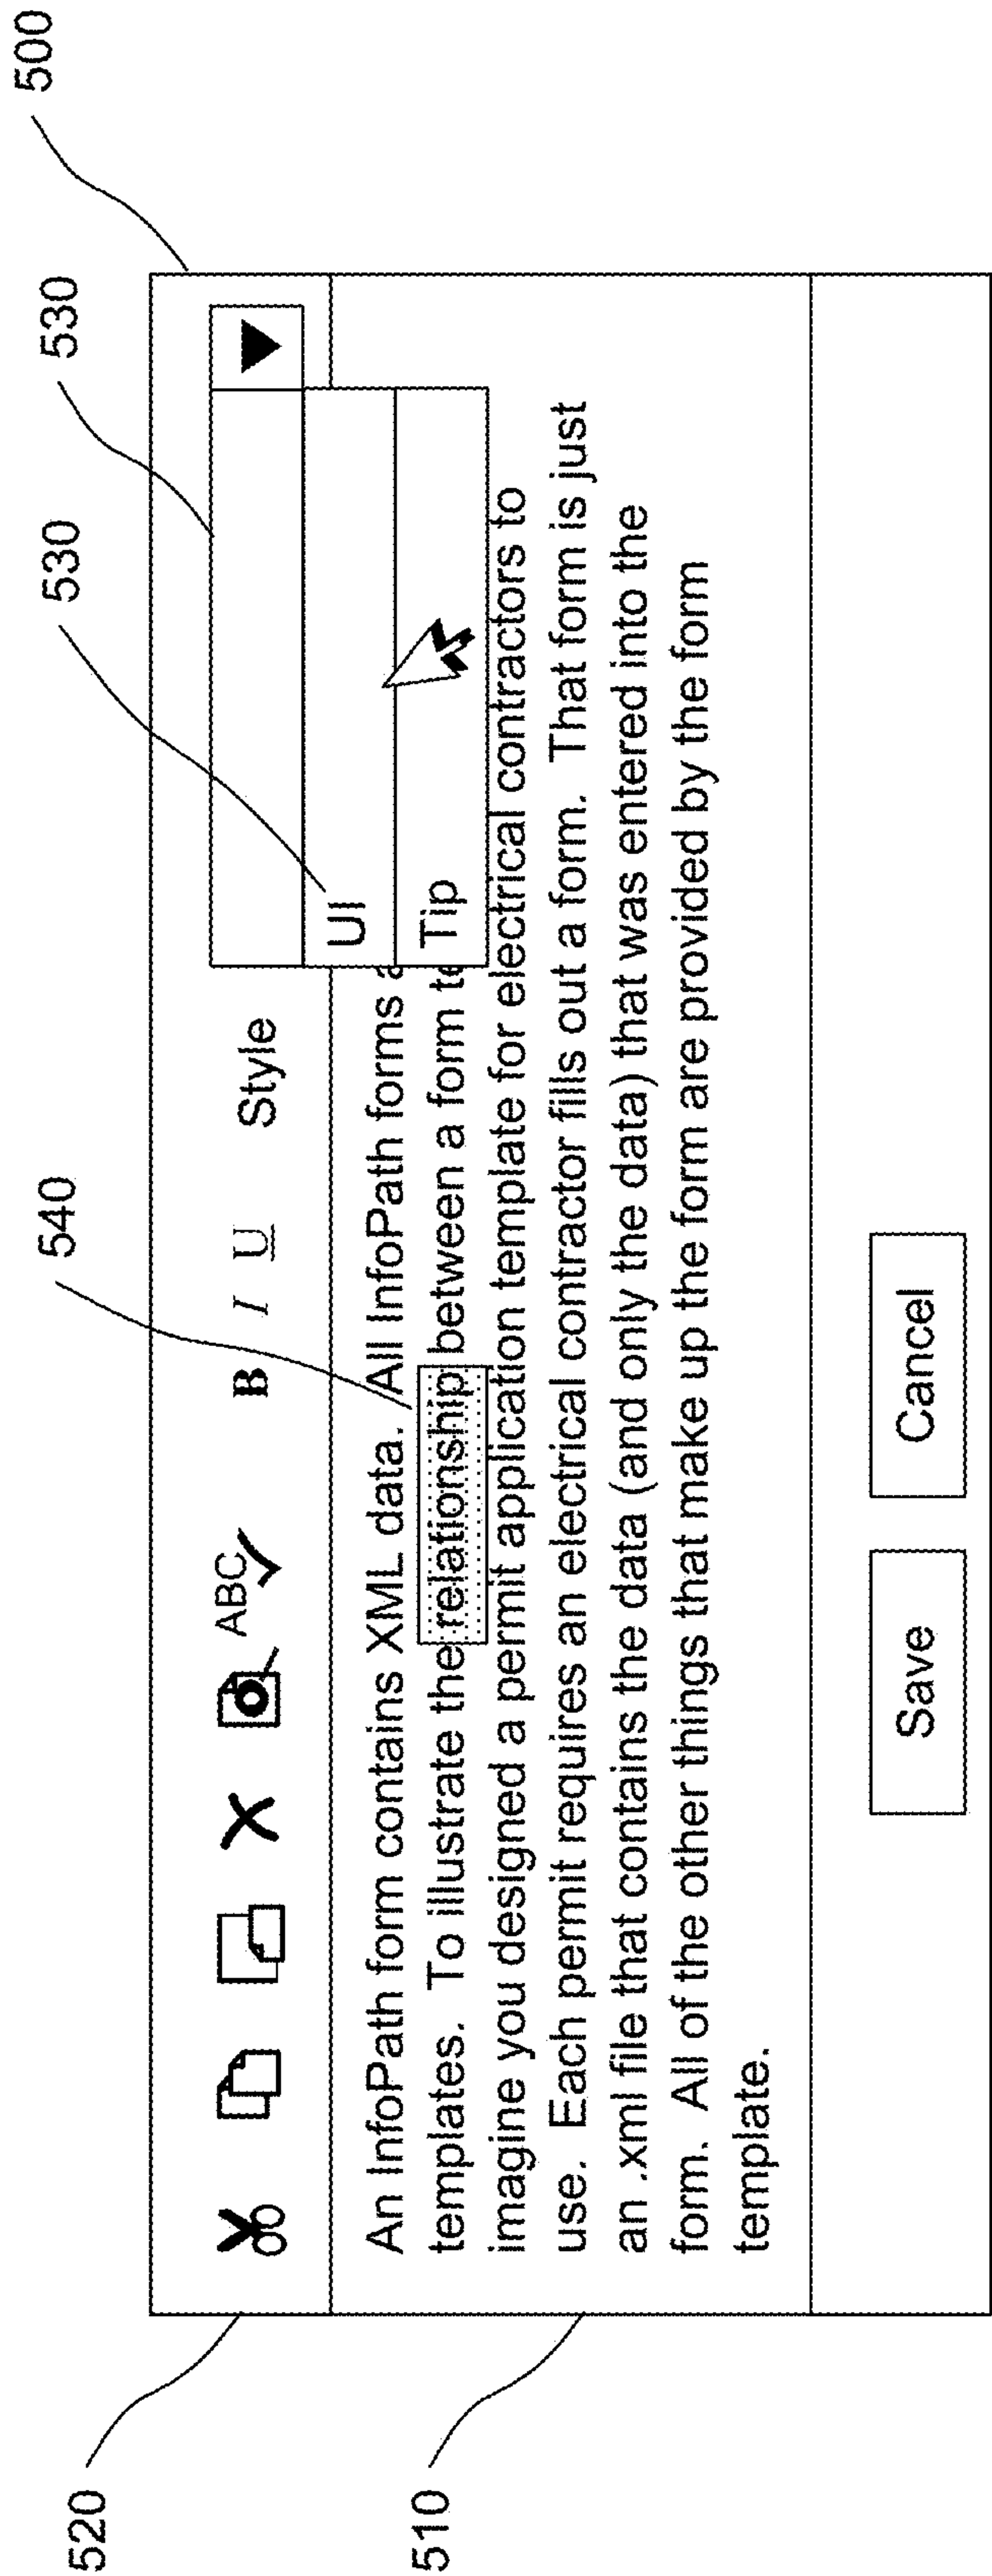 500
530
530
540
520
510
ABC
B I U Style
UI
Tip
An InfoPath form contains XML data. All InfoPath forms
templates. To illustrate the relationship between a form
imagine you designed a permit application template for electrical contractors to
use. Each permit requires an electrical contractor fills out a form. That form is just
an .xml file that contains the data (and only the data) that was entered into the
form. All of the other things that make up the form are provided by the form
template.
Save Cancel